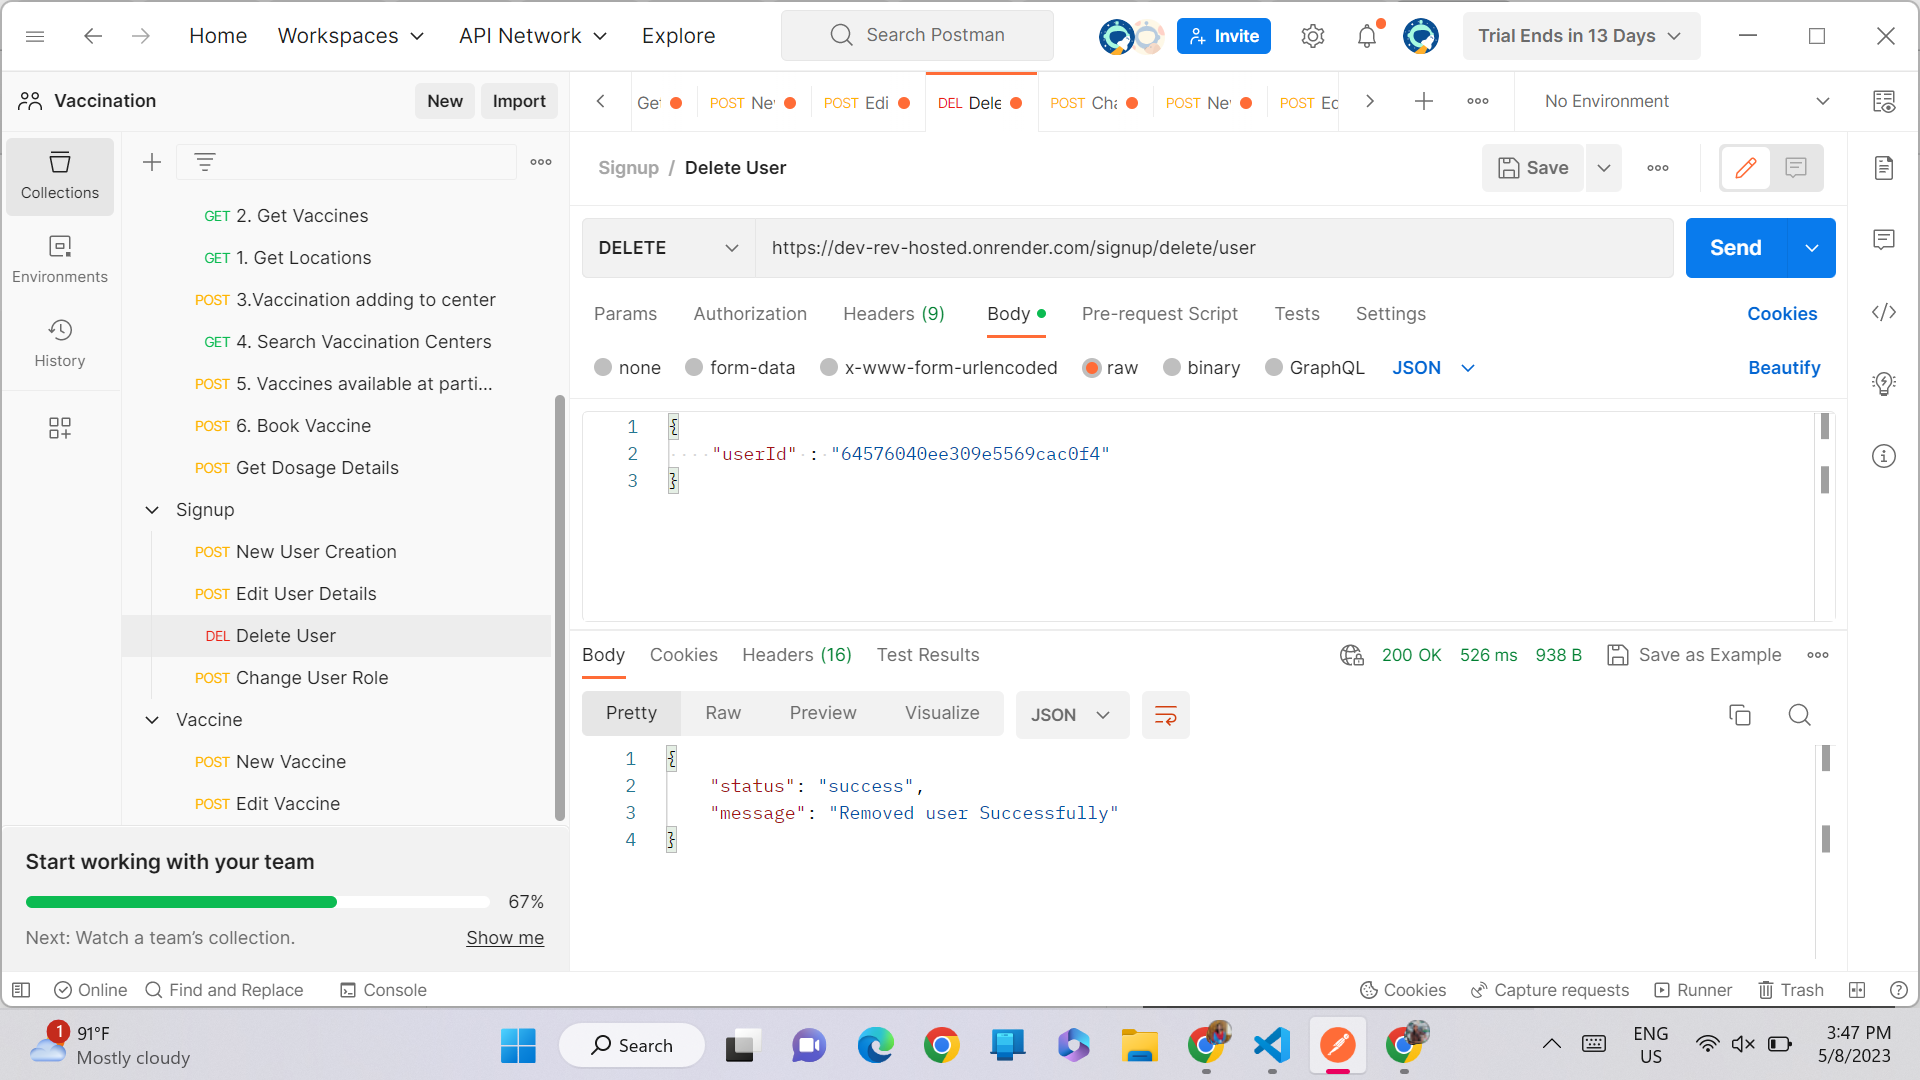 Home
Workspaces
API Network
Explore
Search Postman
Invite
Trial Ends in 13 Days
Vaccination
New
Import
Get
POST Ne
POST Edi
DEL Dele
POST Cha
POST Ne
POST Ed
No Environment
Collections
Environments
History
GET 2. Get Vaccines
GET 1. Get Locations
POST 3.Vaccination adding to center
GET 4. Search Vaccination Centers
POST 5. Vaccines available at parti...
POST 6. Book Vaccine
POST Get Dosage Details
Signup
POST New User Creation
POST Edit User Details
DEL Delete User
POST Change User Role
Vaccine
POST New Vaccine
POST Edit Vaccine
Start working with your team
67%
Next: Watch a team’s collection.
Show me
Signup / Delete User
Save
DELETE
https://dev-rev-hosted.onrender.com/signup/delete/user
Send
Params
Authorization
Headers (9)
Body
Pre-request Script
Tests
Settings
Cookies
none
form-data
x-www-form-urlencoded
raw
binary
GraphQL
JSON
Beautify
1 {
2 "userId" : "64576040ee309e5569cac0f4"
3 }
Body
Cookies
Headers (16)
Test Results
200 OK
526 ms
938 B
Save as Example
Pretty
Raw
Preview
Visualize
JSON
1 {
2 "status": "success",
3 "message": "Removed user Successfully"
4 }
Online
Find and Replace
Console
Cookies
Capture requests
Runner
Trash
1
91°F
Mostly cloudy
Search
ENG
US
3:47 PM
5/8/2023